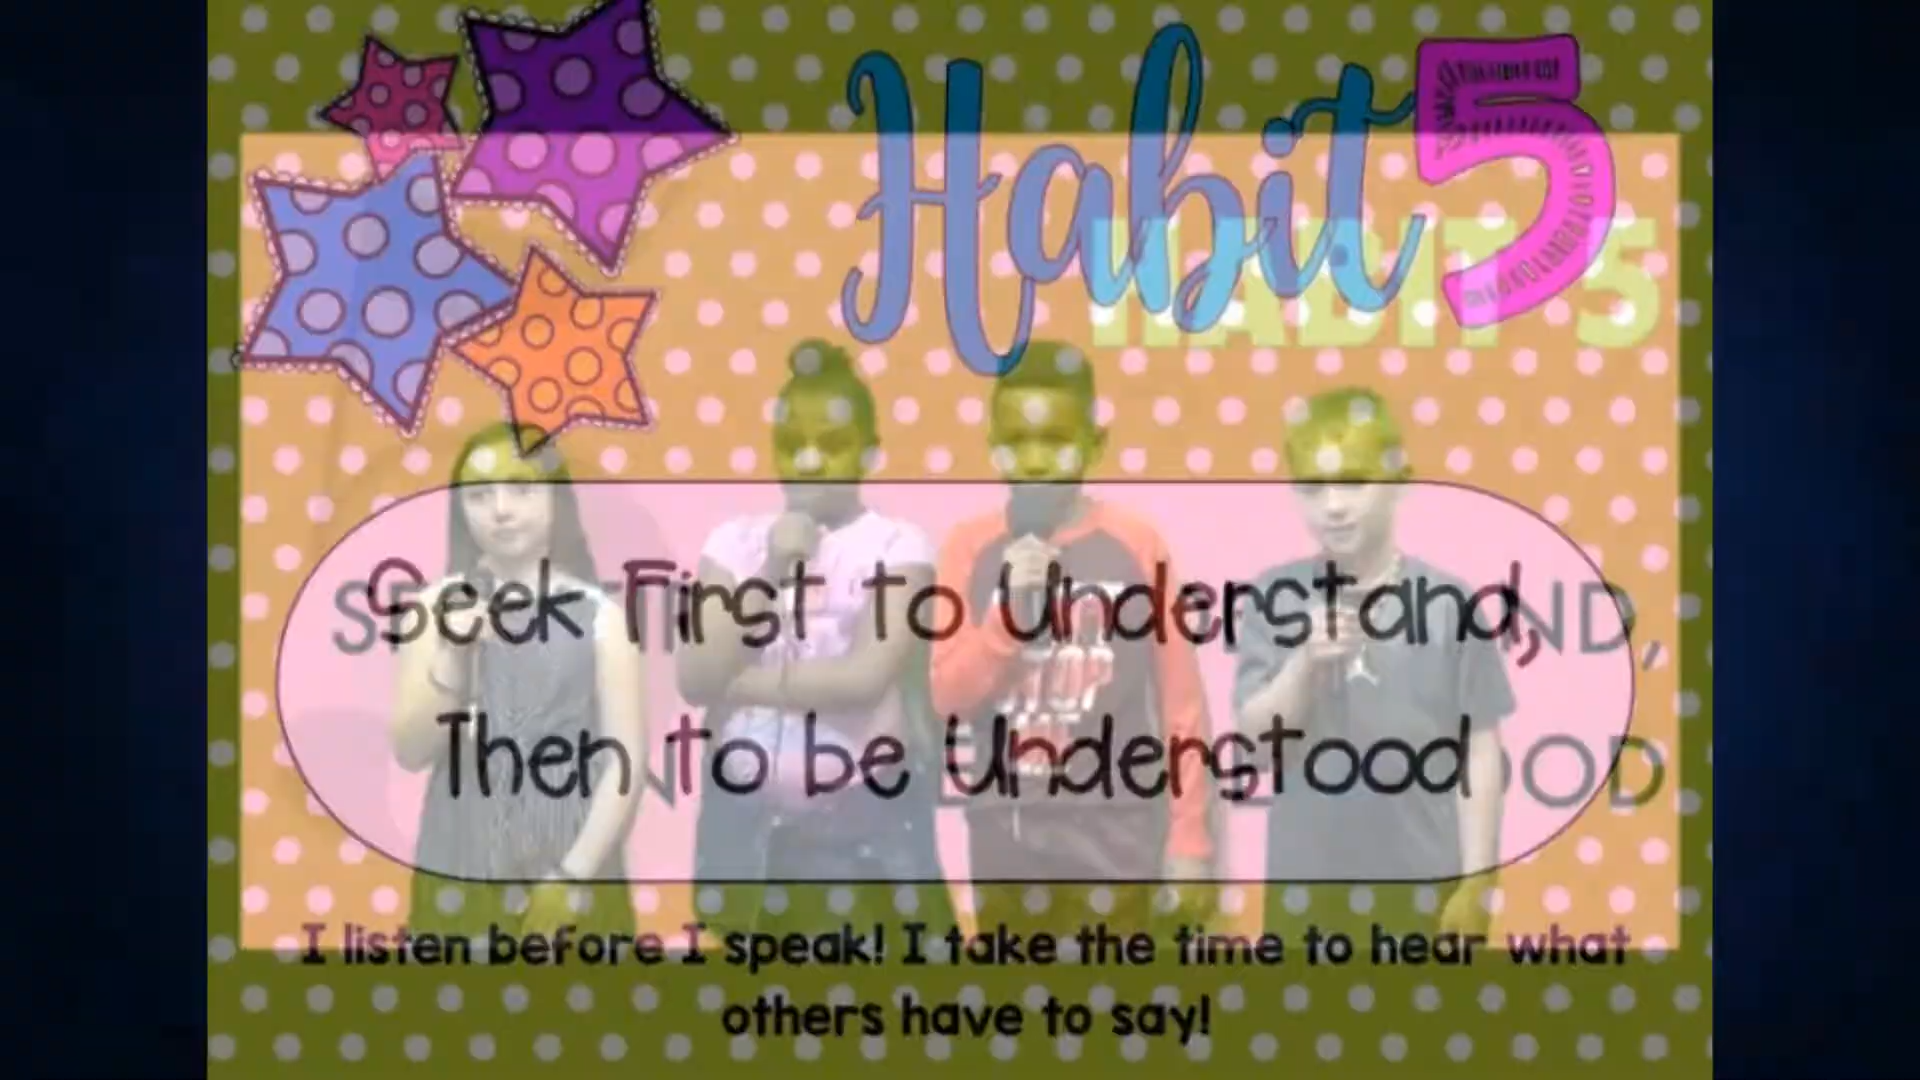 Habit 5
HABIT 5
Seek First to Understand,
Then to be Understood
I listen before I speak! I take the time to hear what
others have to say!